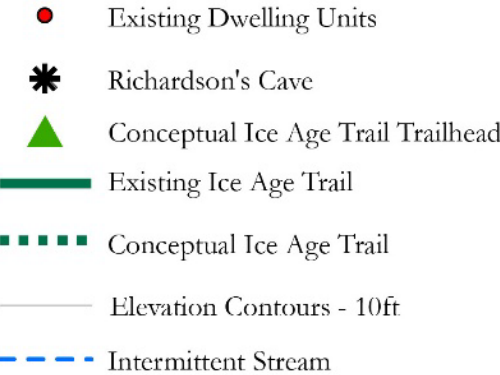 Existing Dwelling Units
Richardson's Cave
Conceptual Ice Age Trail Trailhead
Existing Ice Age Trail
Conceptual Ice Age Trail
Elevation Contours - 10ft
Intermittent Stream